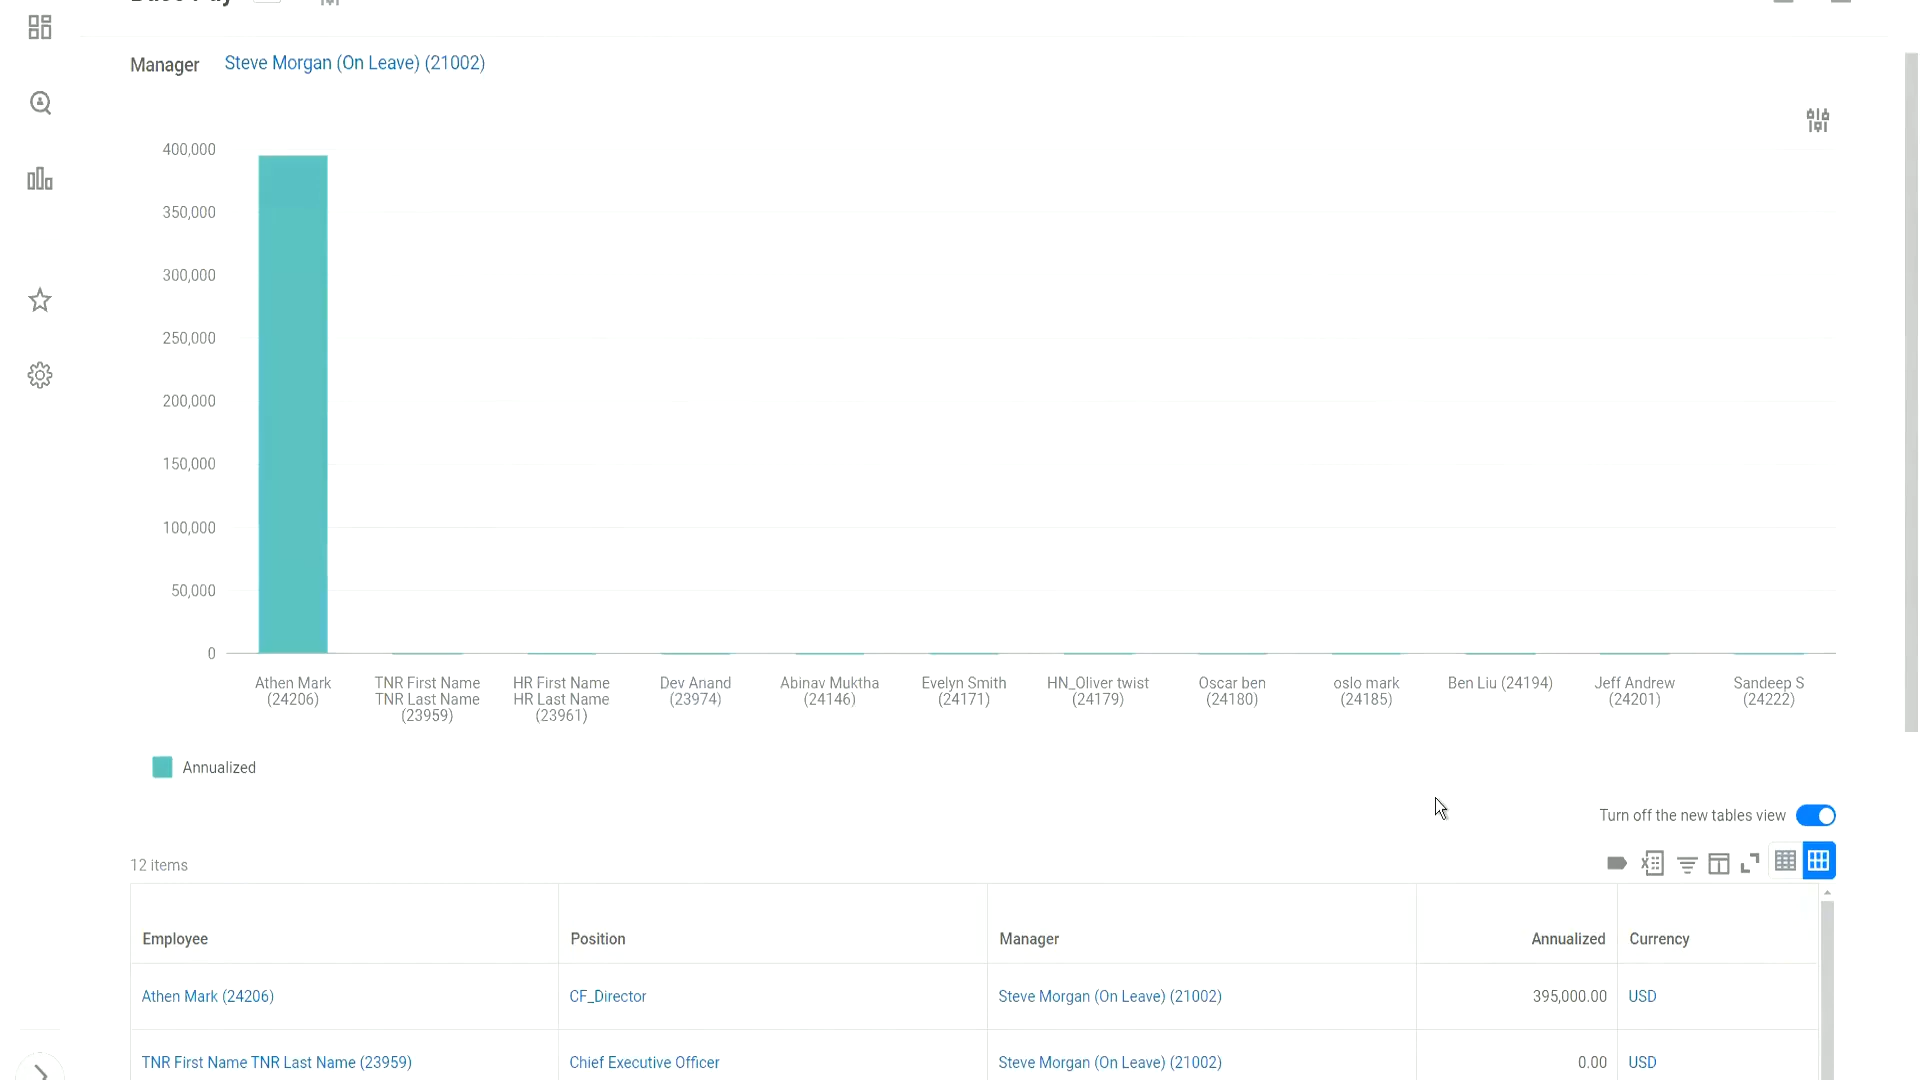 Base Pay
Manager Steve Morgan (On Leave) (21002)
400,000
350,000
300,000
250,000
200,000
150,000
100,000
50,000
0
Athen Mark
(24206)
TNR First Name
TNR Last Name
(23959)
HR First Name
HR Last Name
(23961)
Dev Anand
(23974)
Abinav Muktha
(24146)
Evelyn Smith
(24171)
HN_Oliver twist
(24179)
Oscar ben
(24180)
oslo mark
(24185)
Ben Liu (24194)
Jeff Andrew
(24201)
Sandeep S
(24222)
Annualized
Turn off the new tables view
12 items
Employee Position Manager Annualized Currency
Athen Mark (24206) CF_Director Steve Morgan (On Leave) (21002) 395,000.00 USD
TNR First Name TNR Last Name (23959) Chief Executive Officer Steve Morgan (On Leave) (21002) 0.00 USD